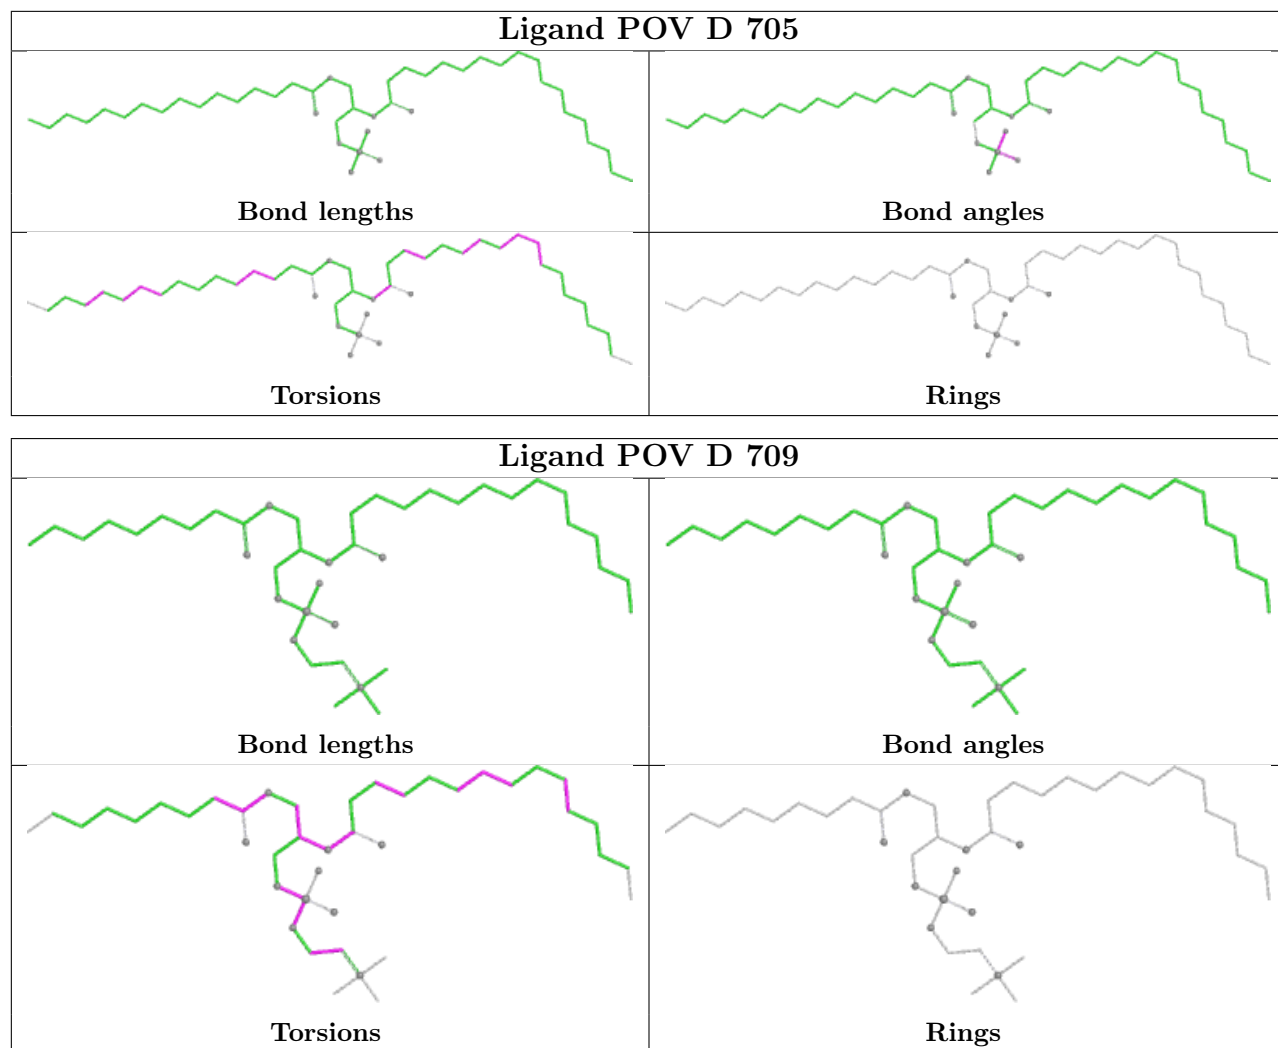 Ligand POV D 705
Bond lengths
Bond angles
Torsions
Rings
Ligand POV D 709
Bond lengths
Bond angles
Torsions
Rings